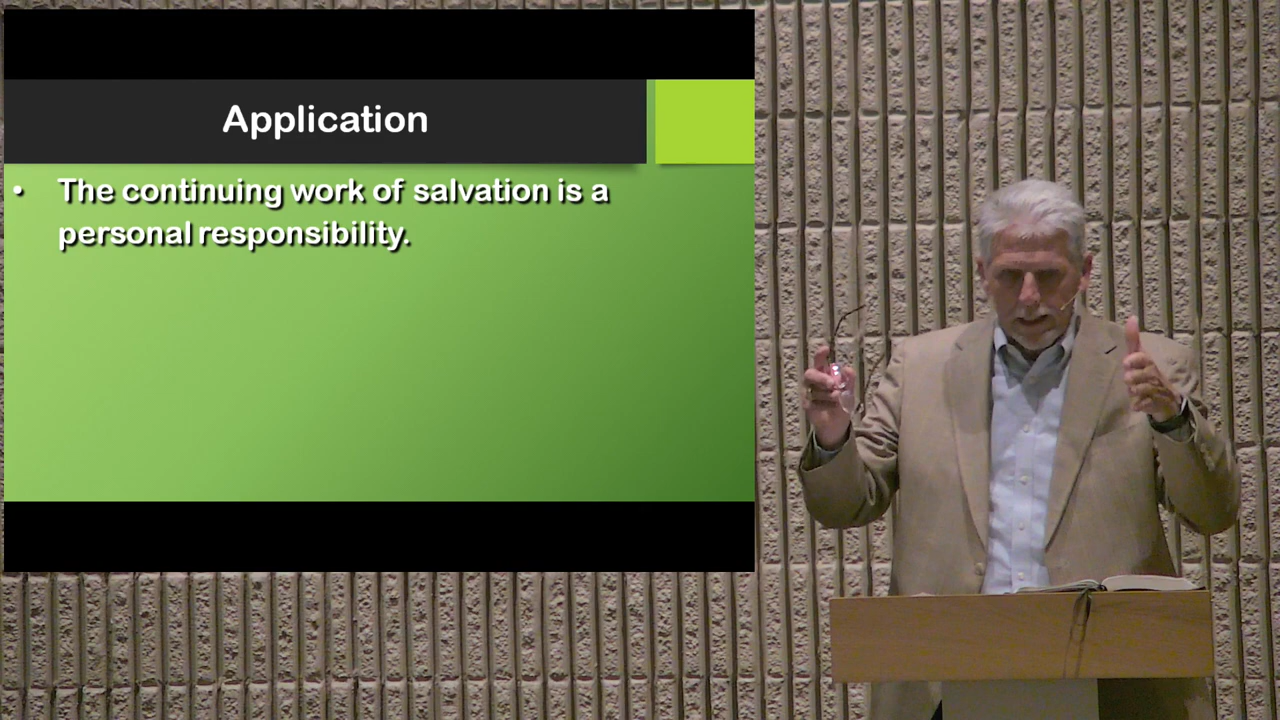 Application
• The continuing work of salvation is a
personal responsibility.